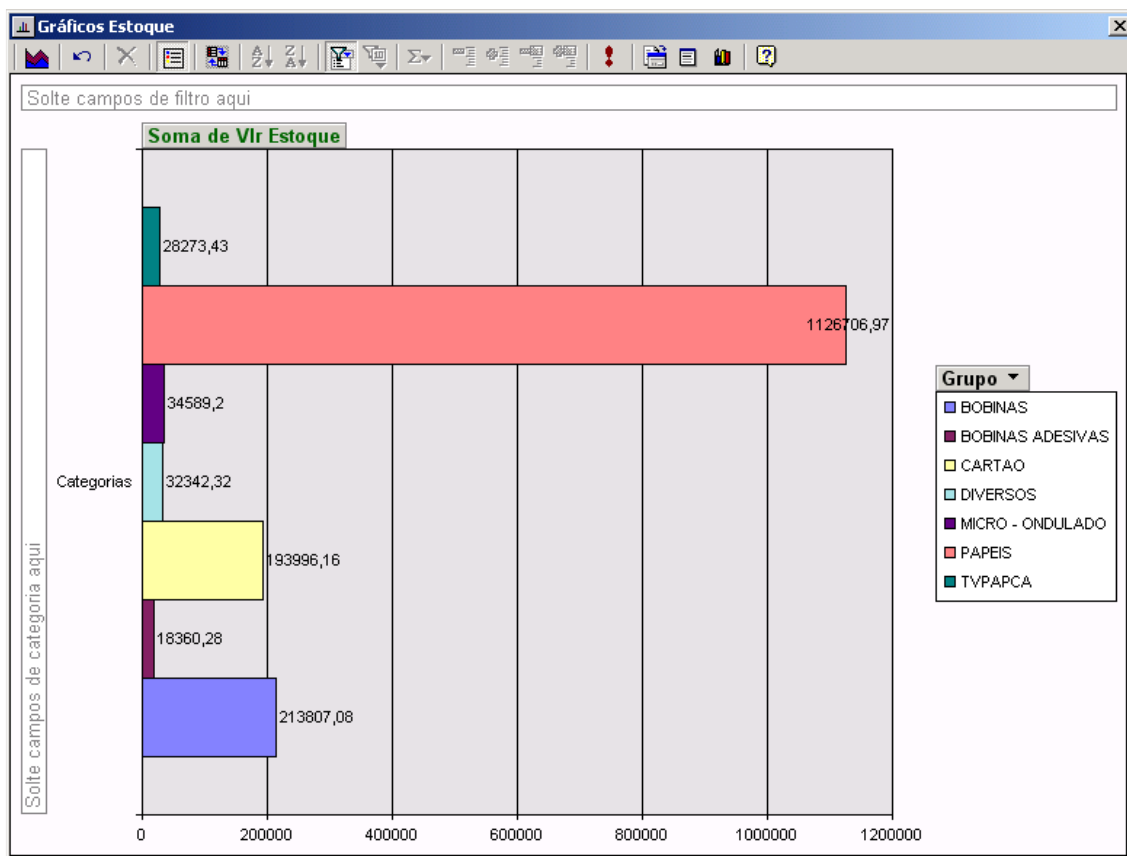 Gráficos Estoque
Solte campos de filtro aqui
Soma de Vlr Estoque
28273,43
1126706,97
34589,2
32342,32
Categorias
193996,16
18360,28
213807,08
Solte campos de categoria aqui
0 200000 400000 600000 800000 1000000 1200000
Grupo
BOBINAS
BOBINAS ADESIVAS
CARTAO
DIVERSOS
MICRO - ONDULADO
PAPEIS
TVPAPCA